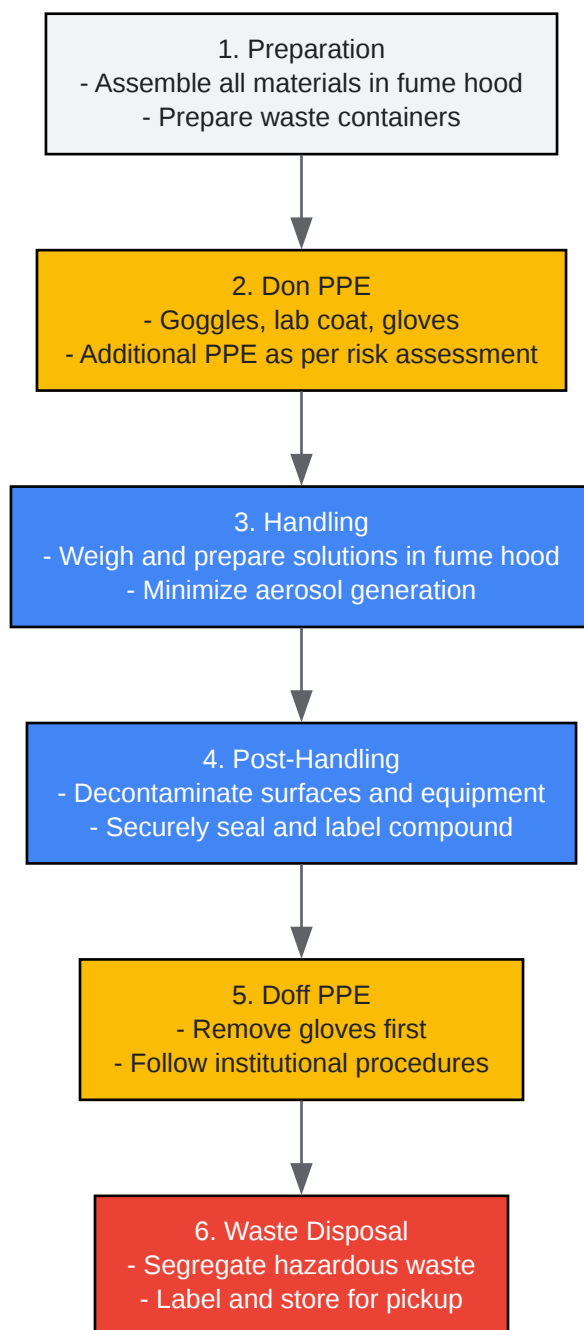 1. Preparation
- Assemble all materials in fume hood
- Prepare waste containers
2. Don PPE
- Goggles, lab coat, gloves
- Additional PPE as per risk assessment
3. Handling
- Weigh and prepare solutions in fume hood
- Minimize aerosol generation
4. Post-Handling
- Decontaminate surfaces and equipment
- Securely seal and label compound
5. Doff PPE
- Remove gloves first
- Follow institutional procedures
6. Waste Disposal
- Segregate hazardous waste
- Label and store for pickup